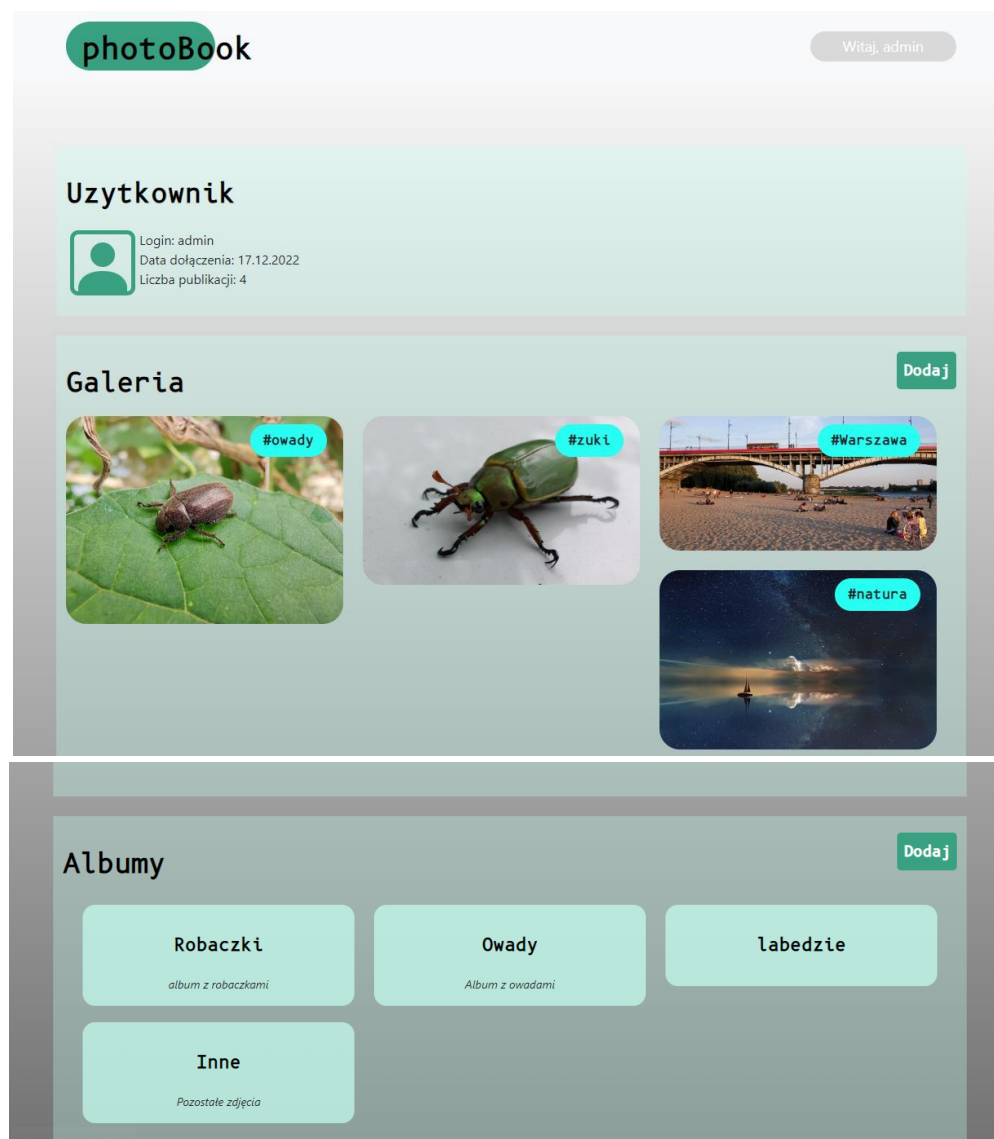 photoBook
Witaj, admin
Uzytkownik
Login: admin
Data dołączenia: 17.12.2022
Liczba publikacji: 4
Galeria
Dodaj
#owady
#zuki
#Warszawa
#natura
Albumy
Dodaj
Robaczki
album z robaczkami
Owady
Album z owadami
labedzie
Inne
Pozostałe zdjęcia